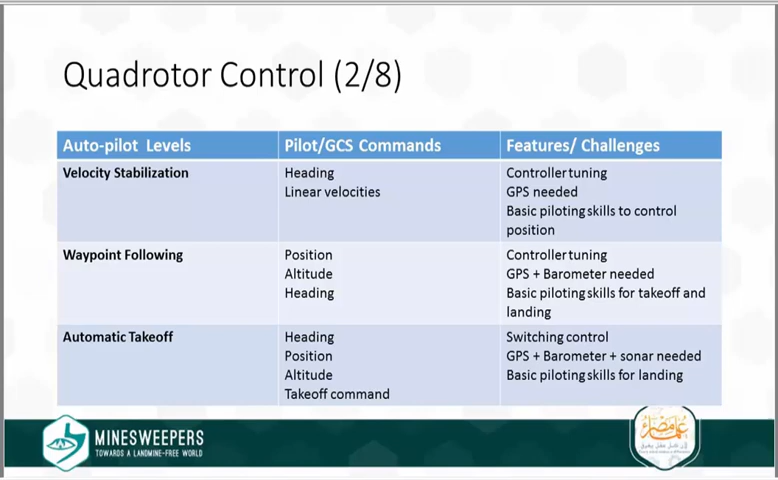 Quadrotor Control (2/8)
Auto-pilot Levels
Pilot/GCS Commands
Features/ Challenges
Velocity Stabilization
Heading
Linear velocities
Controller tuning
GPS needed
Basic piloting skills to control
position
Waypoint Following
Position
Altitude
Heading
Controller tuning
GPS + Barometer needed
Basic piloting skills for takeoff and
landing
Automatic Takeoff
Heading
Position
Altitude
Takeoff command
Switching control
GPS + Barometer + sonar needed
Basic piloting skills for landing
MINESWEEPERS
TOWARDS A LANDMINE-FREE WORLD